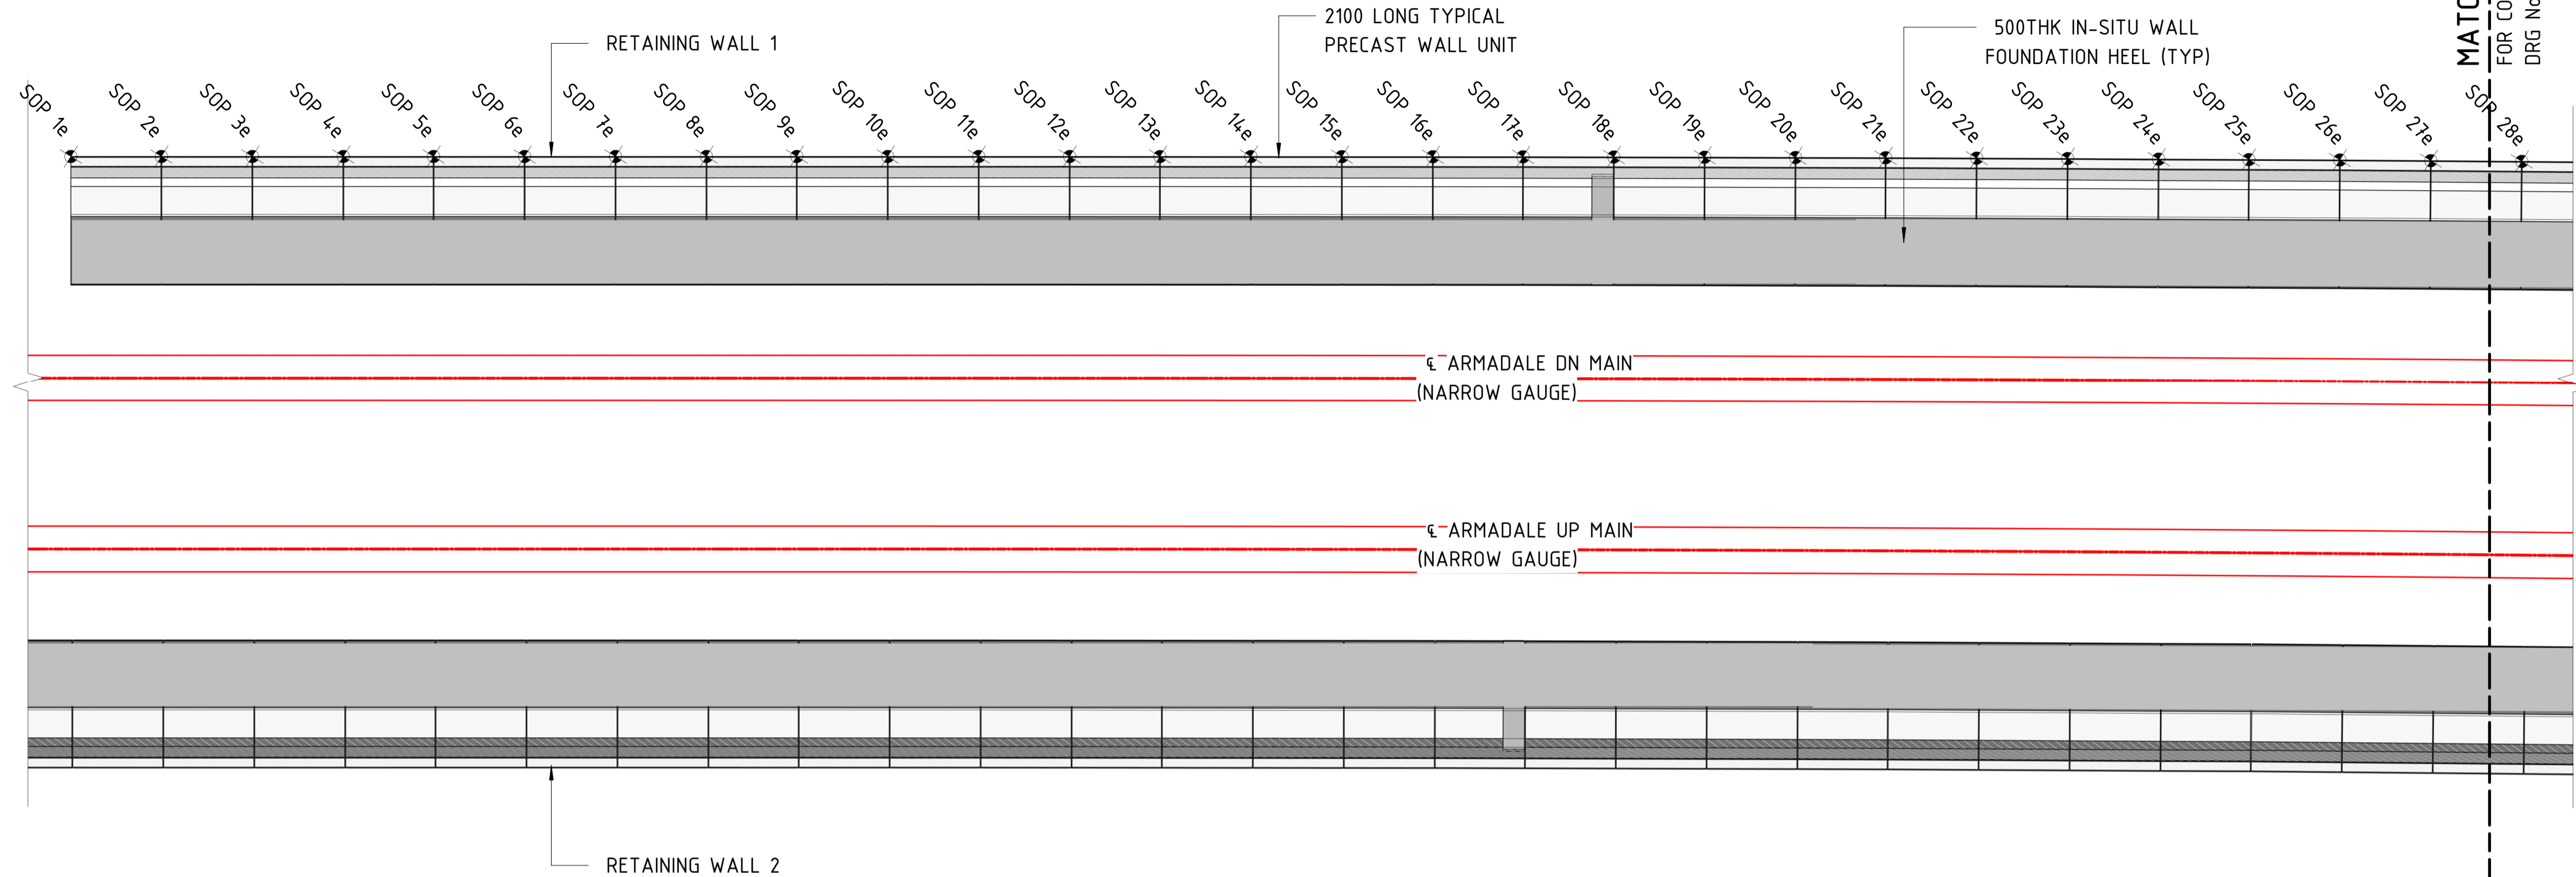 2100 LONG TYPICAL
PRECAST WALL UNIT
RETAINING WALL 1
500THK IN-SITU WALL
FOUNDATION HEEL (TYP)
FOR CO
DRG No
SOP 1e
SOP 2e
SOP 3e
SOP 4e
SOP 5e
SOP 6e
SOP 7e
SOP 8e
SOP 9e
SOP 10e
SOP 11e
SOP 12e
SOP 13e
SOP 14e
SOP 15e
SOP 16e
SOP 17e
SOP 18e
SOP 19e
SOP 20e
SOP 21e
SOP 22e
SOP 23e
SOP 24e
SOP 25e
SOP 26e
SOP 27e
SOP 28e
℄ ARMADALE DN MAIN
(NARROW GAUGE)
℄ ARMADALE UP MAIN
(NARROW GAUGE)
RETAINING WALL 2